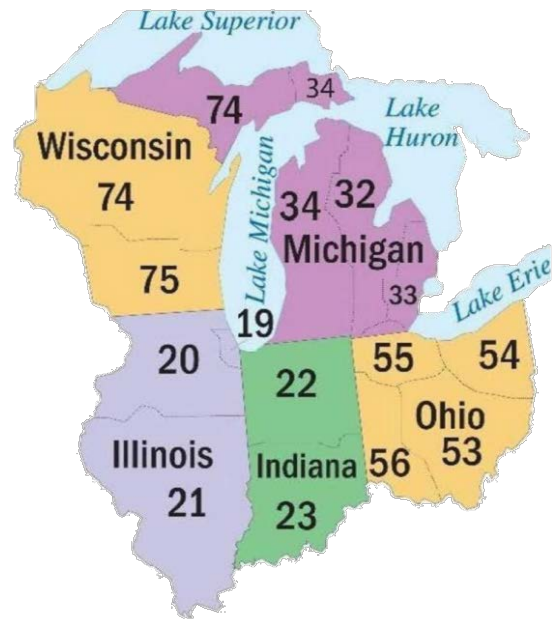 Lake Superior
34
74
Lake
Huron
Wisconsin
74
Lake Michigan
34
32
Michigan
75
33
Lake Erie
19
20
22
55
54
Ohio
53
Illinois
21
Indiana
56
23